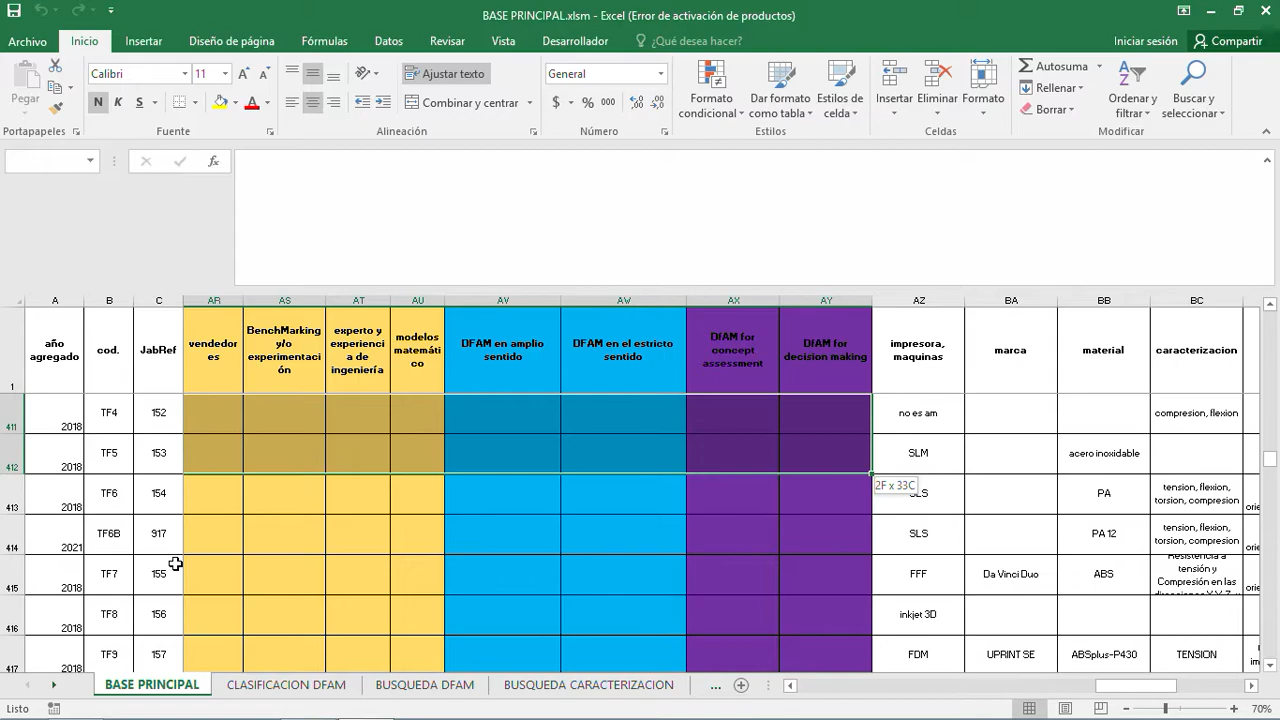 BASE PRINCIPAL.xlsm - Excel (Error de activación de productos)
Archivo Inicio Insertar Diseño de página Fórmulas Datos Revisar Vista Desarrollador ¿Qué desea hacer? Iniciar sesión Compartir
Pegar
Calibri 11
N K S
Ajustar texto
Combinar y centrar
General
$ % 000
Formato condicional
Dar formato como tabla
Estilos de celda
Insertar Eliminar Formato
Autosuma
Rellenar
Borrar
Ordenar y filtrar
Buscar y seleccionar
Portapapeles Fuente Alineación Número Estilos Celdas Modificar
fx
A B C AR AS AT AU AV AW AX AY AZ BA BB BC
1
año agregado
cod.
JabRef
vendedores
BenchMarking y/o experimentación
experto y experiencia de ingeniería
modelos matemático
DFAM en amplio sentido
DFAM en el estricto sentido
DfAM for concept assessment
DfAM for decision making
impresora, maquinas
marca
material
caracterizacion
411 2018 TF4 152 no es am compresion, flexion
412 2018 TF5 153 SLM acero inoxidable
2F x 33C
413 2018 TF6 154 SLS PA tension, flexion, torsion, compresion
414 2021 TF6B 917 SLS PA 12 tension, flexion, torsion, compresion
415 2018 TF7 155 FFF Da Vinci Duo ABS Resistencia a tensión y Compresión en las
416 2018 TF8 156 inkjet 3D
417 2018 TF9 157 FDM UPRINT SE ABSplus-P430 TENSION
BASE PRINCIPAL CLASIFICACION DFAM BUSQUEDA DFAM BUSQUEDA CARACTERIZACION ...
Listo 70%